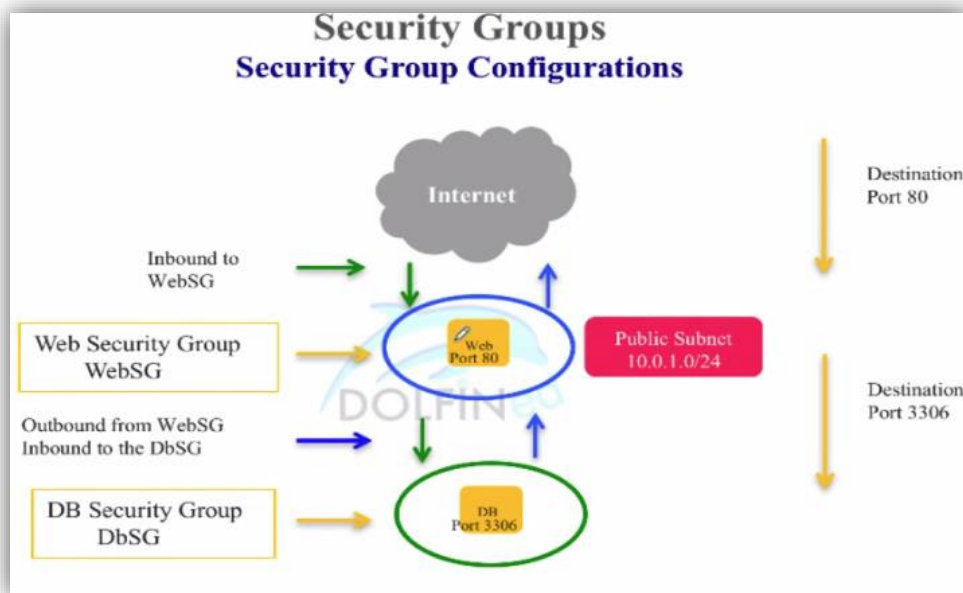 Security Groups
Security Group Configurations
Internet
Destination
Port 80
Inbound to
WebSG
Web Security Group
WebSG
Web
Port 80
Public Subnet
10.0.1.0/24
DOLFIN
Destination
Port 3306
Outbound from WebSG
Inbound to the DbSG
DB Security Group
DbSG
DB
Port 3306